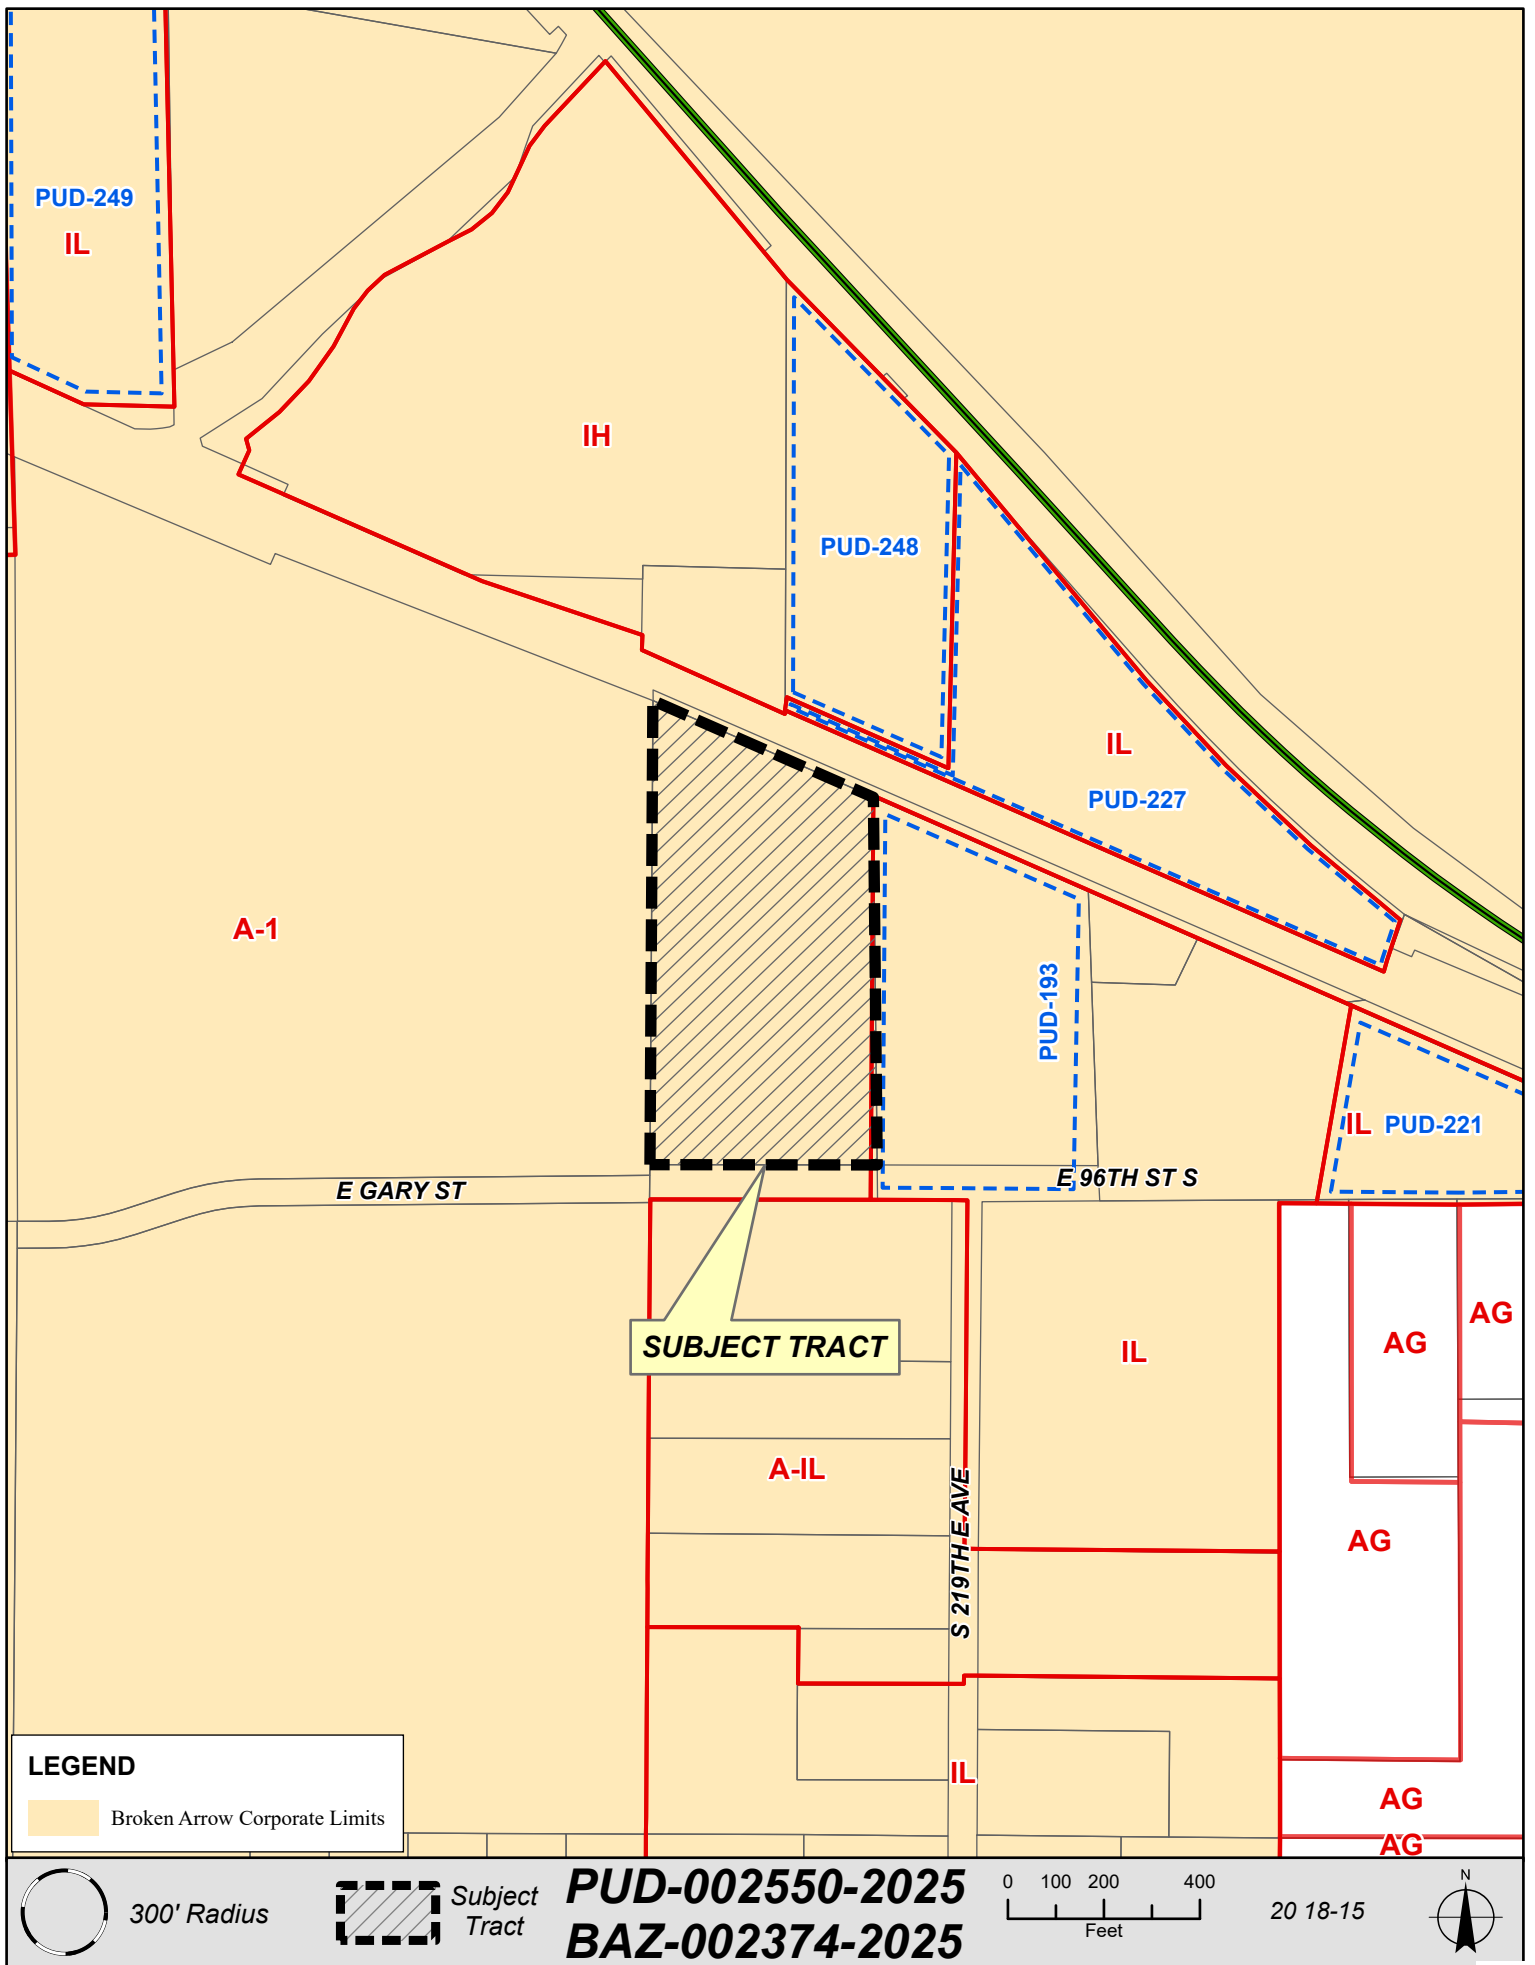 PUD-249
IL
IH
PUD-248
IL
PUD-227
A-1
PUD-193
IL PUD-221
E GARY ST
E 96TH ST S
SUBJECT TRACT
IL
AG
AG
A-IL
S 219TH E AVE
AG
IL
AG
AG
LEGEND
Broken Arrow Corporate Limits
300' Radius
Subject
Tract
PUD-002550-2025
BAZ-002374-2025
0 100 200 400
Feet
20 18-15
N